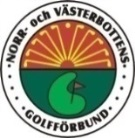 ·NORR- och VÄSTERBOTTENS·
GOLFFÖRBUND